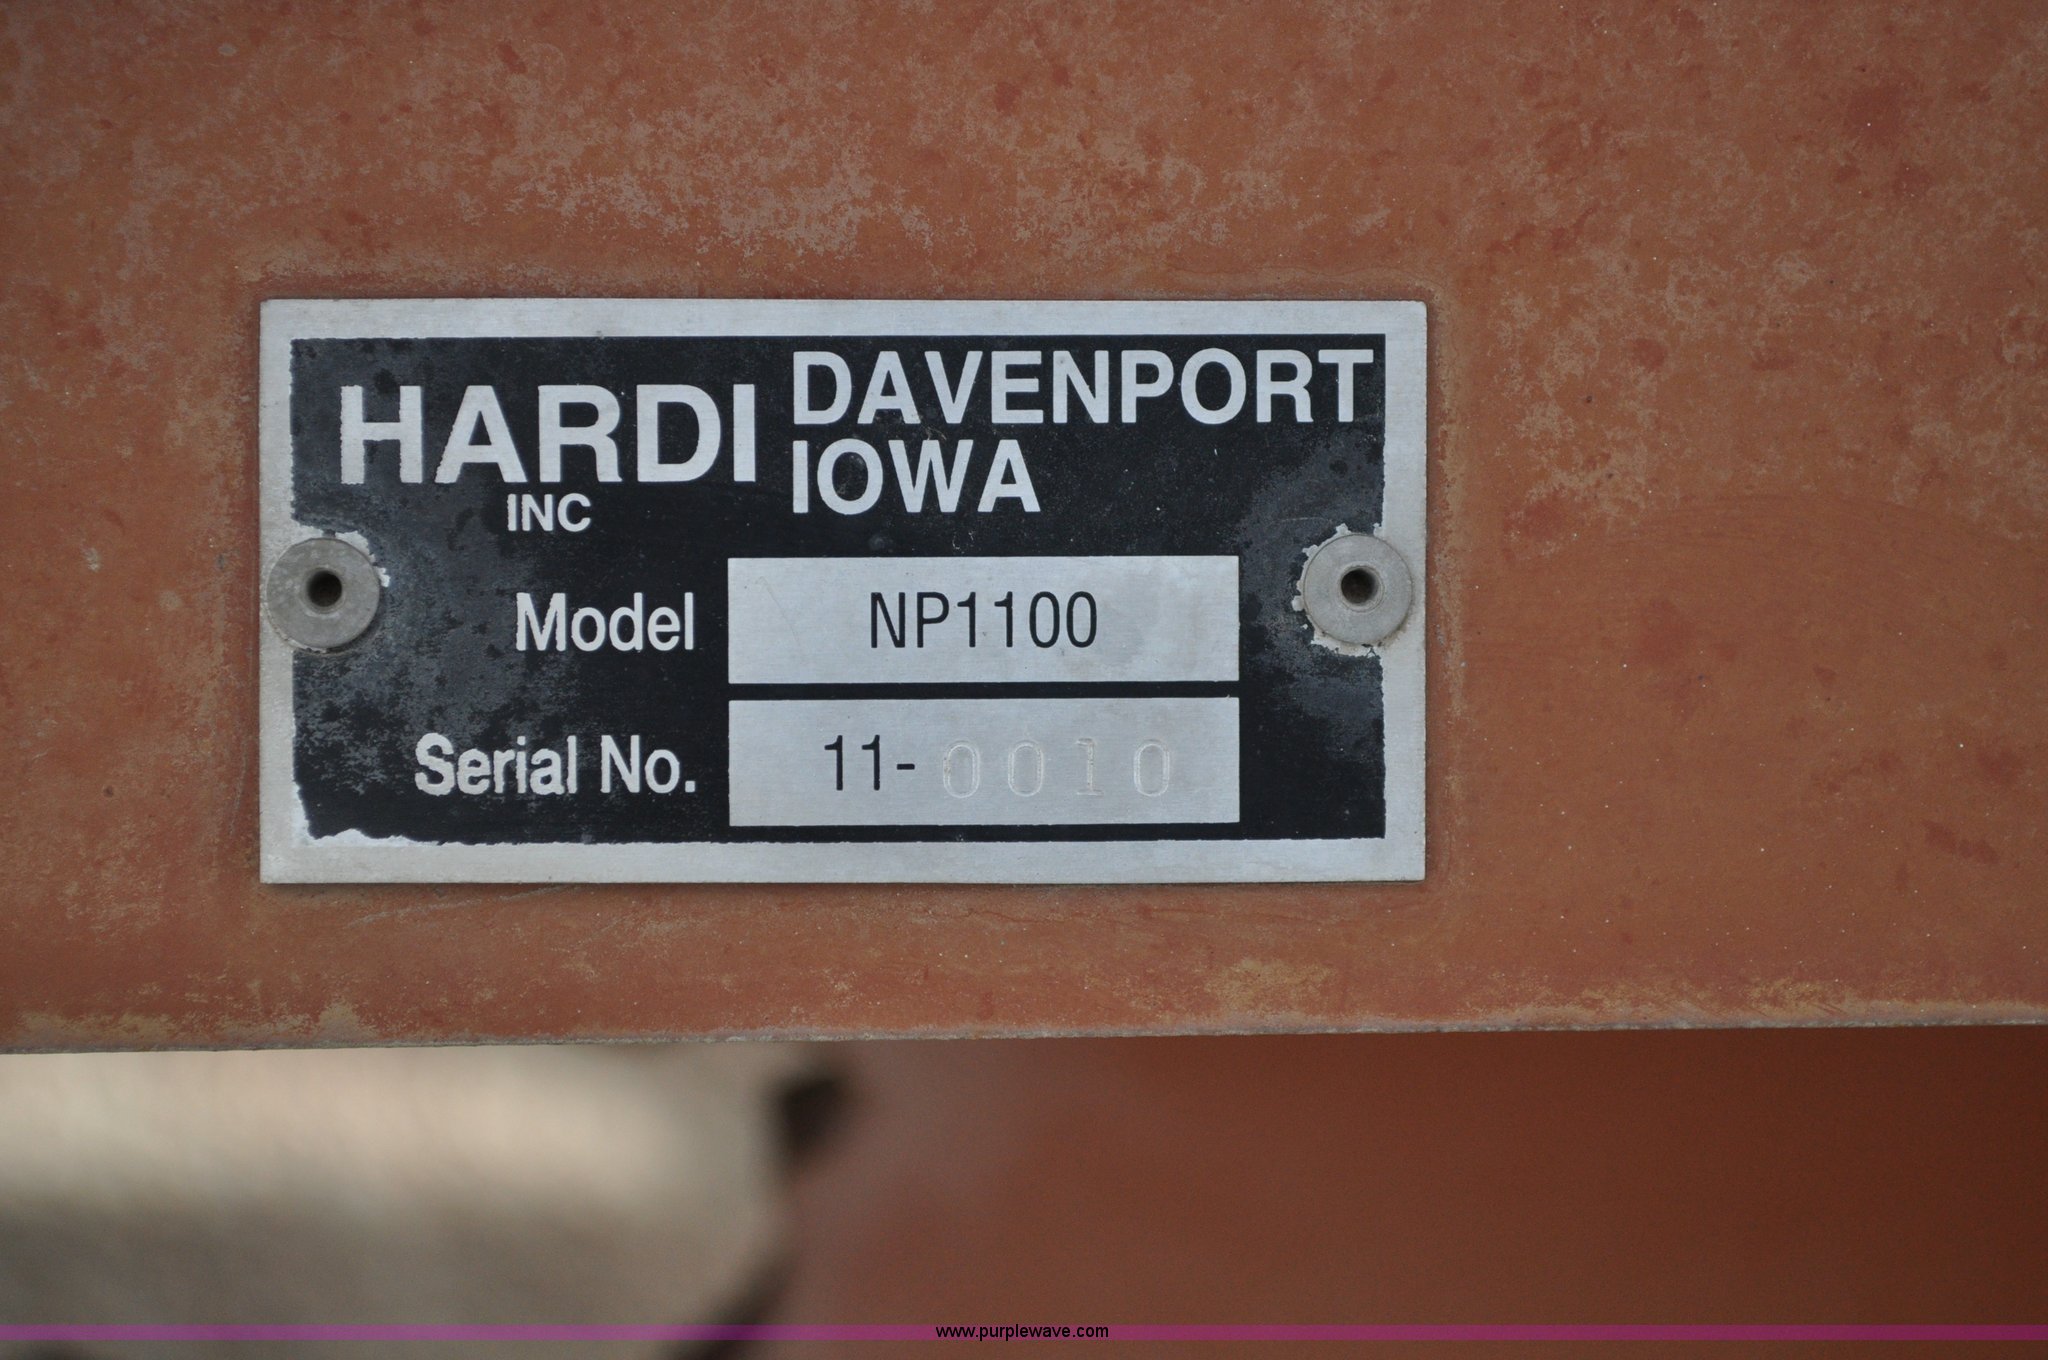 HARDI
INC
DAVENPORT
IOWA
Model NP1100
Serial No. 11-0010
www.purplewave.com